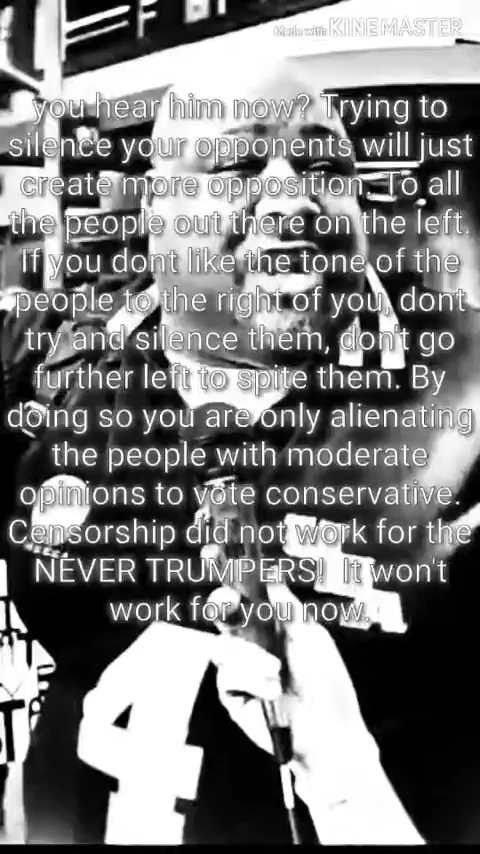 Made with KINEMASTER
you hear him now? Trying to
silence your opponents will just
create more opposition. To all
the people out there on the left.
If you dont like the tone of the
people to the right of you, dont
try and silence them, don't go
further left to spite them. By
doing so you are only alienating
the people with moderate
opinions to vote conservative.
Censorship did not work for the
NEVER TRUMPERS!  It won't
work for you now.